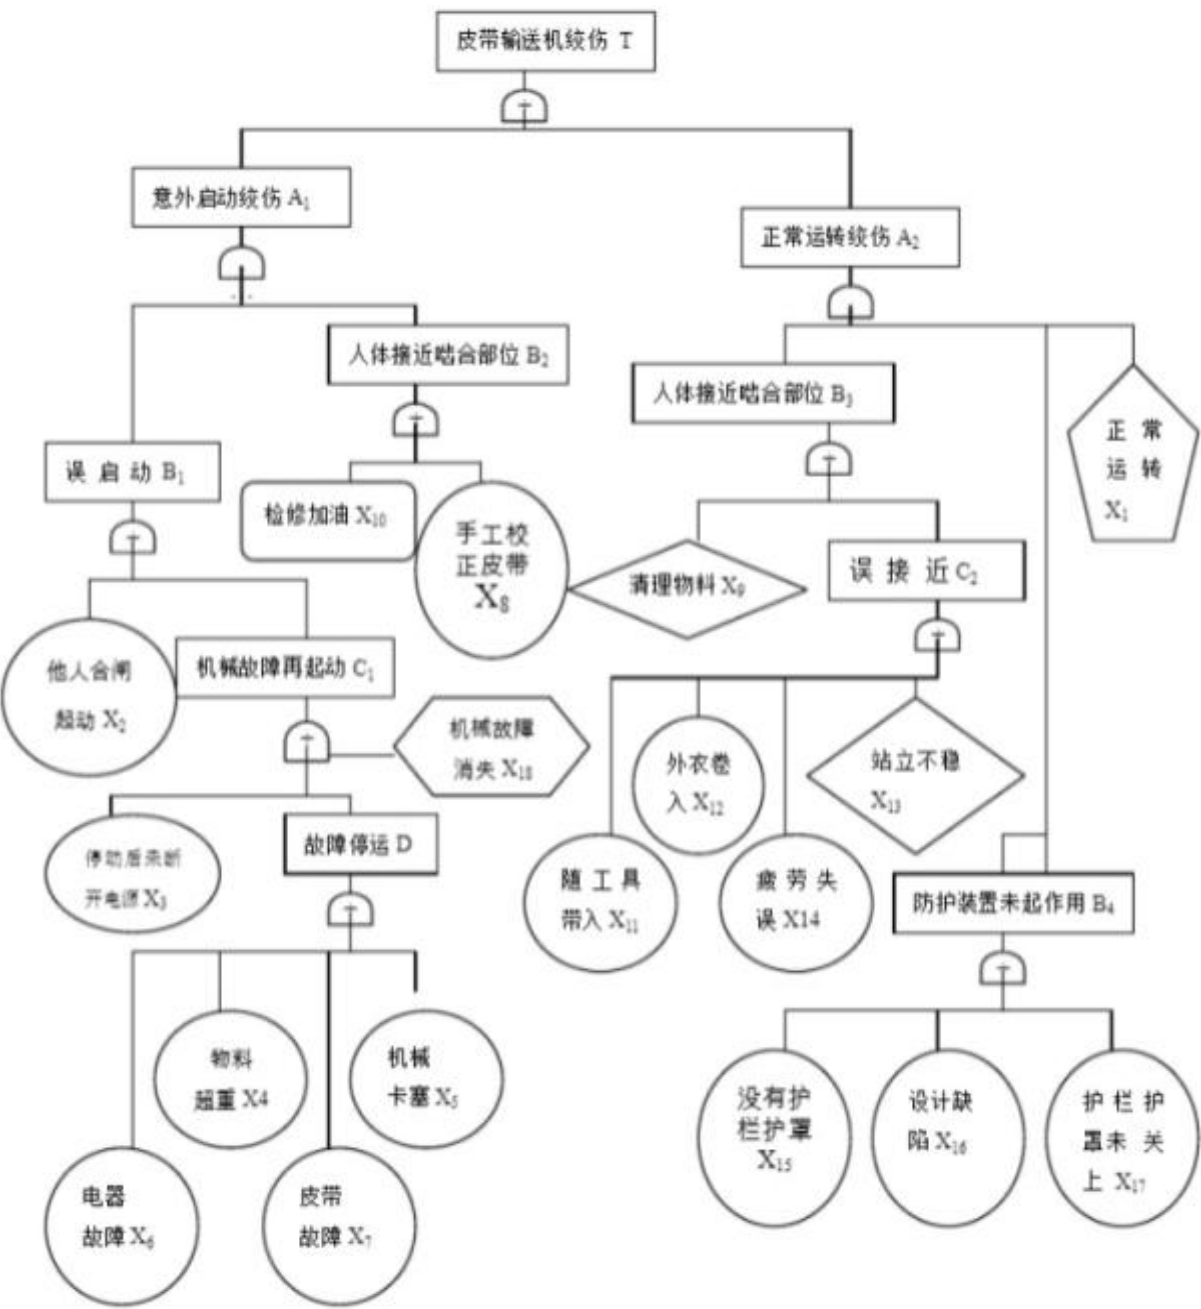 皮带输送机绞伤 T
意外启动绞伤 A1
正常运转绞伤 A2
人体接近啮合部位 B2
人体接近啮合部位 B3
正 常
运 转
X1
误 启 动 B1
检修加油 X10
手工校
正皮带
X8
清理物料 X9
误 接 近 C2
他人合闸
起动 X2
机械故障再起动 C1
机械故障
消失 X18
外衣卷
入 X12
站立不稳
X13
停助后未断
开电源 X3
故障停运 D
随 工 具
带入 X11
疲 劳 失
误 X14
防护装置未起作用 B4
物料
超重 X4
机械
卡塞 X5
没有护
栏护罩
X15
设计缺
陷 X16
护 栏 护
罩未 关
上 X17
电器
故障 X6
皮带
故障 X7